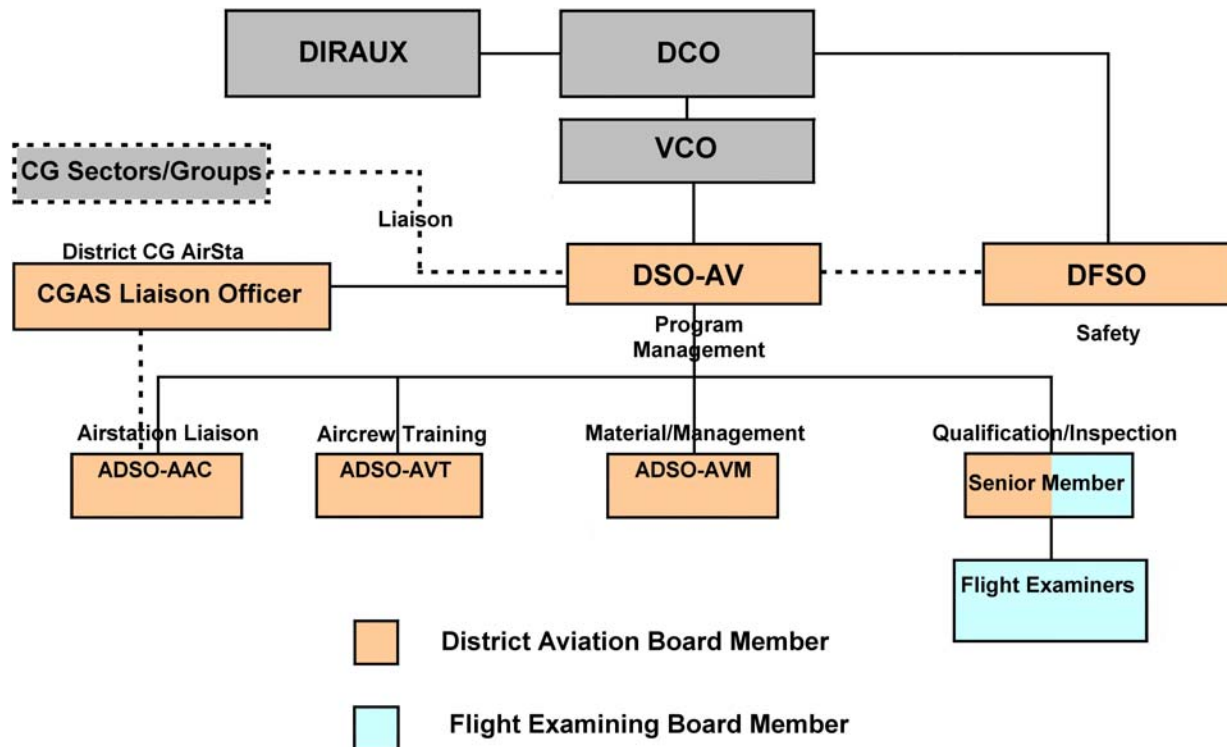 DIRAUX
DCO
VCO
CG Sectors/Groups
Liaison
District CG AirSta
CGAS Liaison Officer
DSO-AV
DFSO
Program
Management
Safety
Airstation Liaison
Aircrew Training
Material/Management
Qualification/Inspection
ADSO-AAC
ADSO-AVT
ADSO-AVM
Senior Member
Flight Examiners
District Aviation Board Member
Flight Examining Board Member